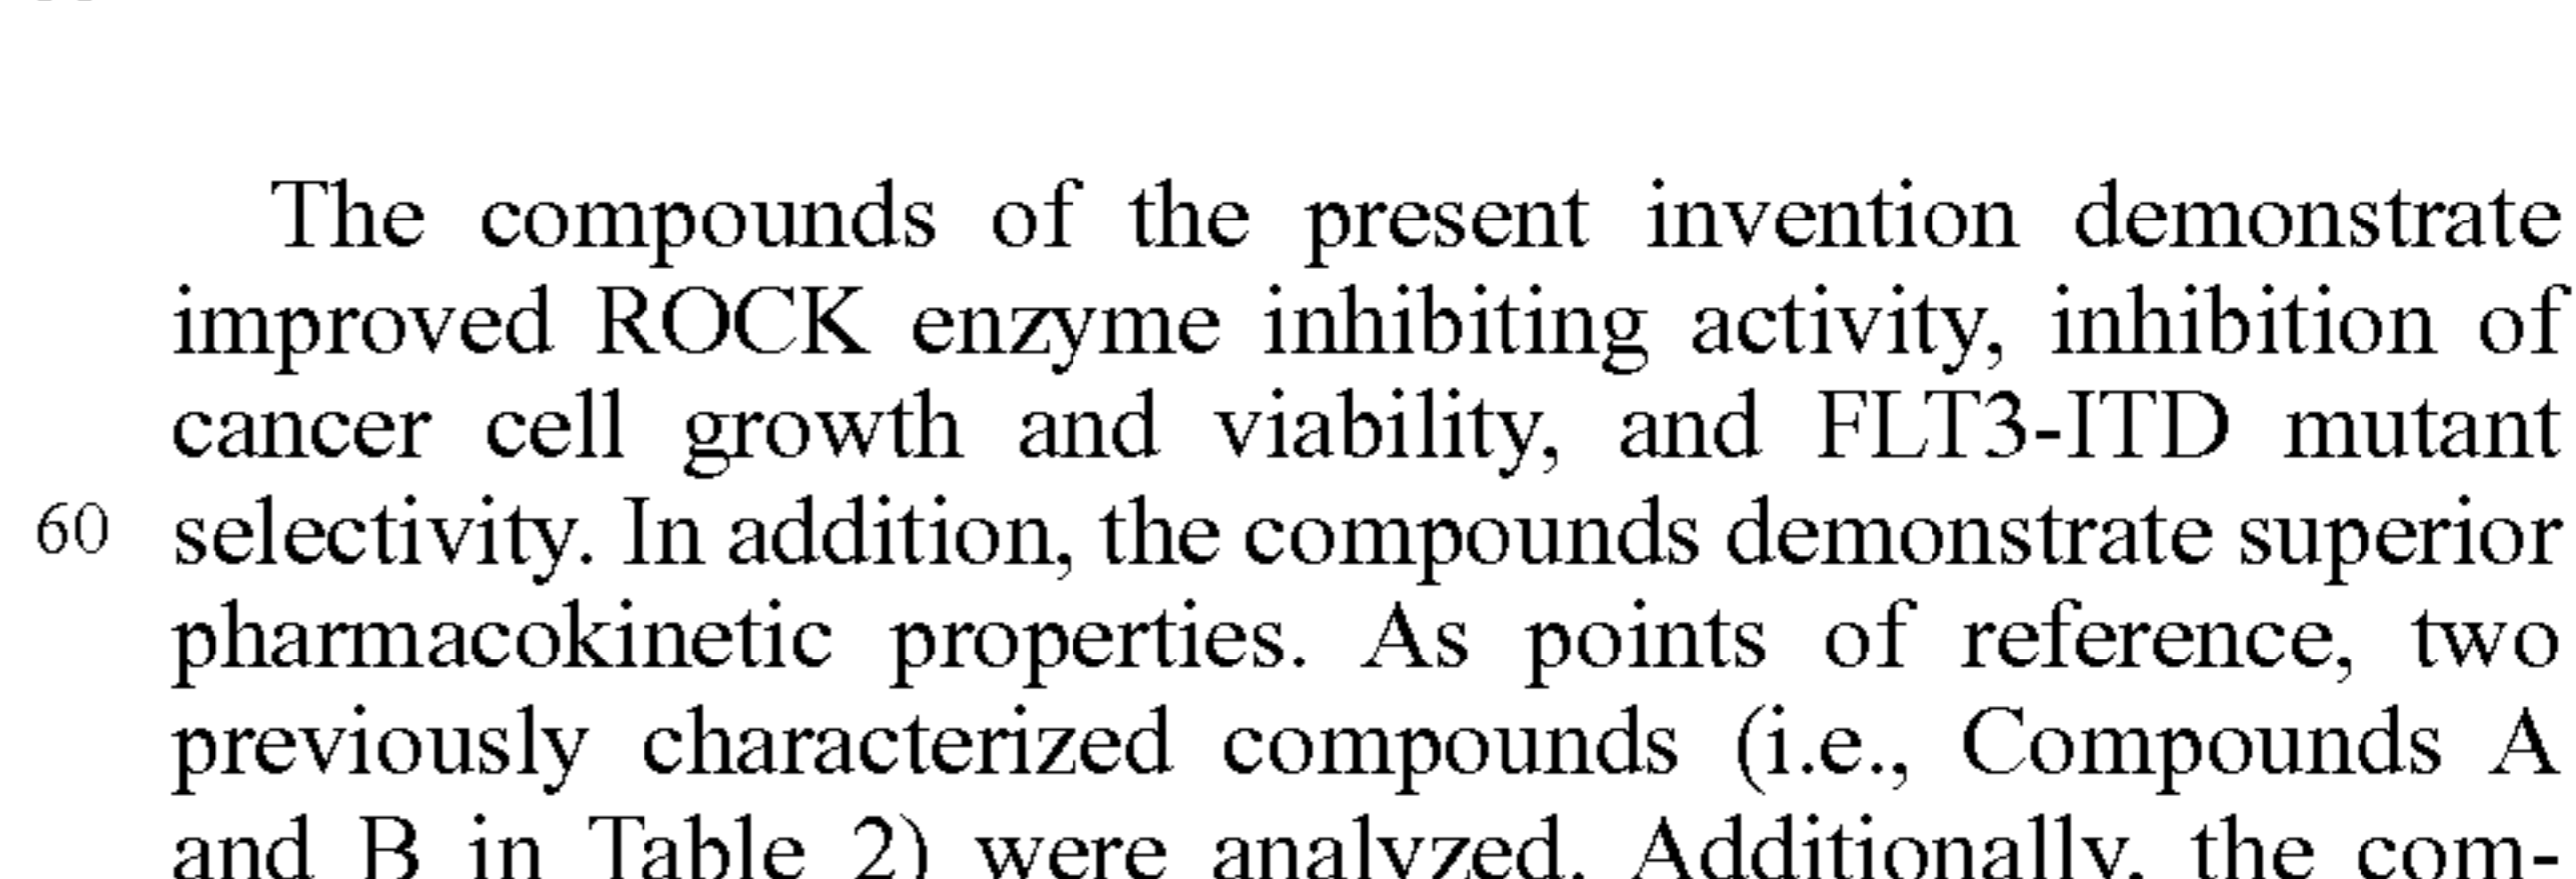 The compounds of the present invention demonstrate
improved ROCK enzyme inhibiting activity, inhibition of
cancer cell growth and viability, and FLT3-ITD mutant
60 selectivity. In addition, the compounds demonstrate superior
pharmacokinetic properties. As points of reference, two
previously characterized compounds (i.e., Compounds A
and B in Table 2) were analyzed. Additionally, the com-